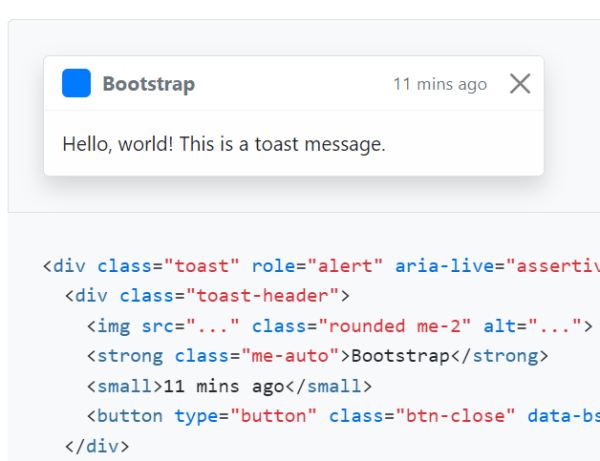 Bootstrap 11 mins ago
Hello, world! This is a toast message.
<div class="toast" role="alert" aria-live="assertiv
<div class="toast-header">
<img src="..." class="rounded me-2" alt="...">
<strong class="me-auto">Bootstrap</strong>
<small>11 mins ago</small>
<button type="button" class="btn-close" data-bs
</div>